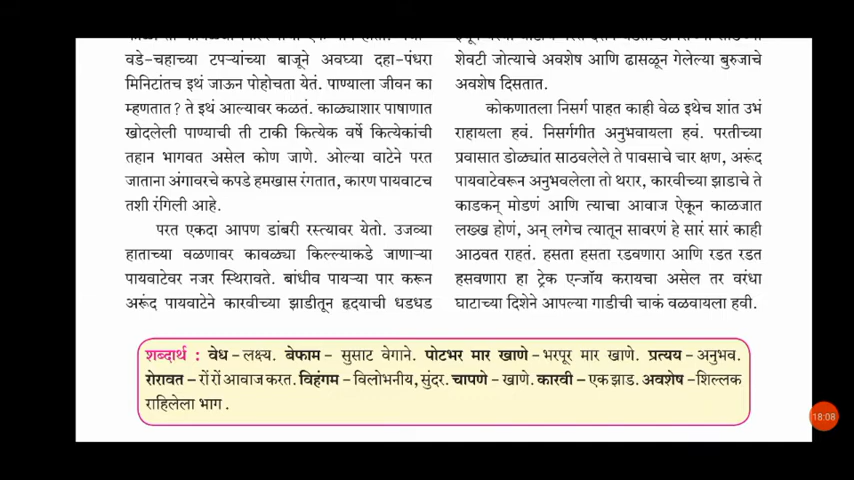 वडे-चहाच्या टपऱ्यांच्या बाजूने अवघ्या दहा-पंधरा
मिनिटांतच इथं जाऊन पोहोचता येतं. पाण्याला जीवन का
म्हणतात? ते इथं आल्यावर कळतं. काळ्याशार पाषाणात
खोदलेली पाण्याची ती टाकी कित्येक वर्षे कित्येकांची
तहान भागवत असेल कोण जाणे. ओल्या वाटेने परत
जाताना अंगावरचे कपडे हमखास रंगतात, कारण पायवाटच
तशी रंगिली आहे.
परत एकदा आपण डांबरी रस्त्यावर येतो. उजव्या
हाताच्या वळणावर कावळ्या किल्ल्याकडे जाणाऱ्या
पायवाटेवर नजर स्थिरावते. बांधीव पायऱ्या पार करून
अरूंद पायवाटेने कारवीच्या झाडीतून हृदयाची धडधड
शेवटी जोत्याचे अवशेष आणि ढासळून गेलेल्या बुरुजाचे
अवशेष दिसतात.
कोकणातला निसर्ग पाहत काही वेळ इथेच शांत उभं
राहायला हवं. निसर्गगीत अनुभवायला हवं. परतीच्या
प्रवासात डोळ्यांत साठवलेले ते पावसाचे चार क्षण, अरूंद
पायवाटेवरून अनुभवलेला तो थरार, कारवीच्या झाडाचे ते
काडकन् मोडणं आणि त्याचा आवाज ऐकून काळजात
लख्ख होणं, अन् लगेच त्यातून सावरणं हे सारं सारं काही
आठवत राहतं. हसता हसता रडवणारा आणि रडत रडत
हसवणारा हा ट्रेक एन्जॉय करायचा असेल तर वरंधा
घाटाच्या दिशेने आपल्या गाडीची चाकं वळवायला हवी.
शब्दार्थ : वेध – लक्ष्य. बेफाम – सुसाट वेगाने. पोटभर मार खाणे – भरपूर मार खाणे. प्रत्यय – अनुभव.
रोरावत – रों रों आवाज करत. विहंगम – विलोभनीय, सुंदर. चापणे – खाणे. कारवी – एक झाड. अवशेष – शिल्लक
राहिलेला भाग.
18:08